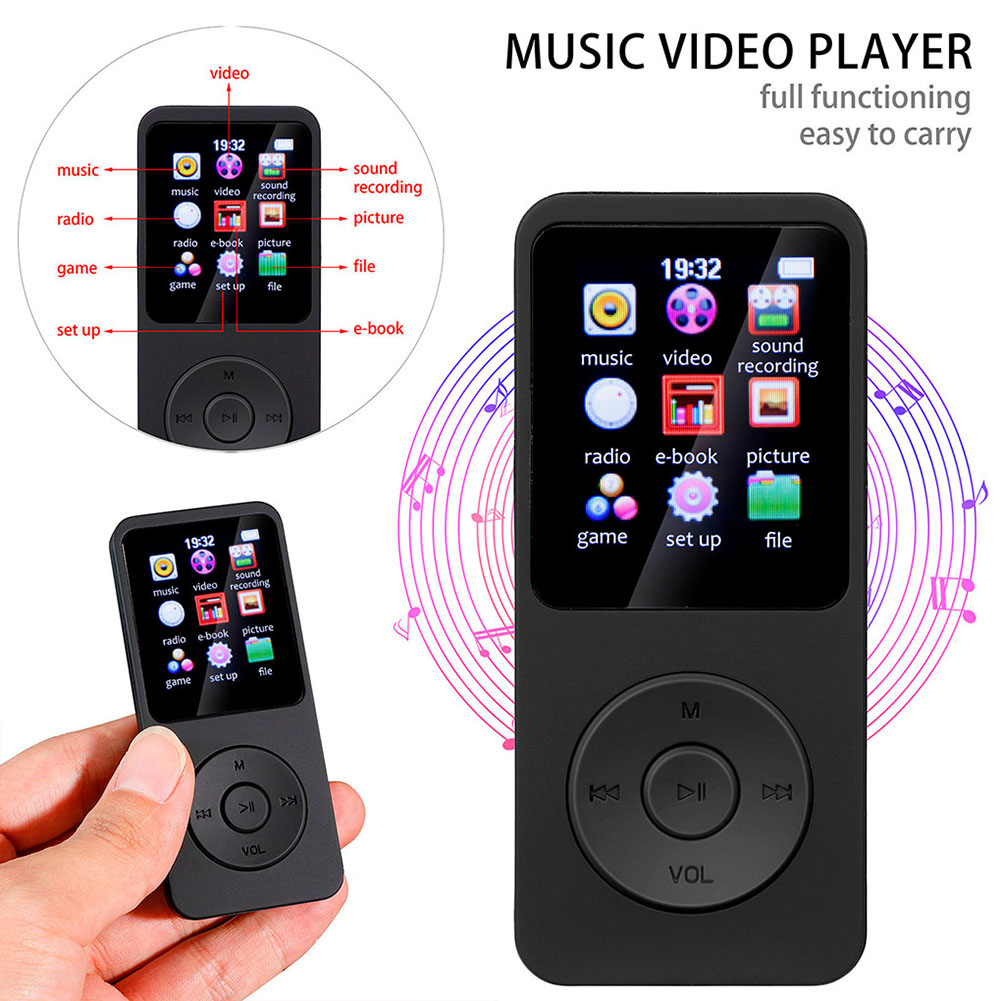 MUSIC VIDEO PLAYER
full functioning
easy to carry
video
music
sound
recording
radio
picture
game
file
set up
e-book
19:32
music video sound
recording
radio e-book picture
game set up file
M
19:32
music video sound
recording
radio e-book picture
game set up file
M
VOL
19:32
music video sound
recording
radio e-book picture
game set up file
M
VOL